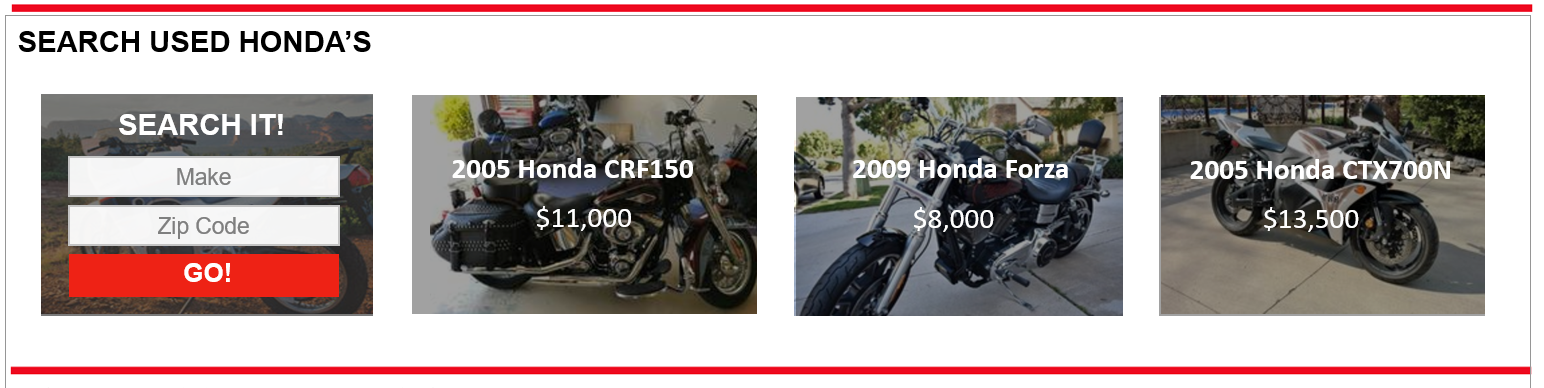 SEARCH USED HONDA’S
SEARCH IT!
Make
Zip Code
GO!
2005 Honda CRF150
$11,000
2009 Honda Forza
$8,000
2005 Honda CTX700N
$13,500